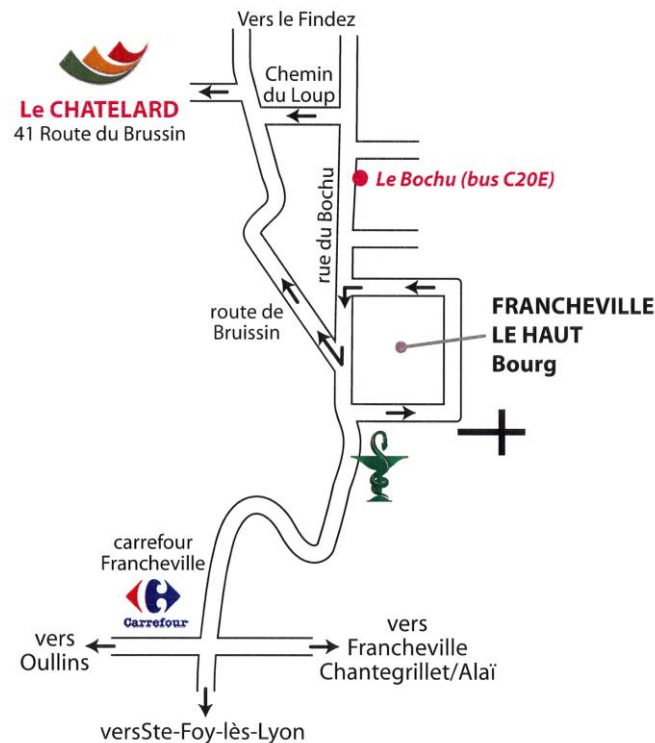 Vers le Findez
Chemin
du Loup
Le CHATELARD
41 Route du Brussin
Le Bochu (bus C20E)
rue du Bochu
route de
Bruissin
FRANCHEVILLE
LE HAUT
Bourg
carrefour
Francheville
Carrefour
vers
Oullins
vers
Francheville
Chantegrillet/Alaï
versSte-Foy-lès-Lyon